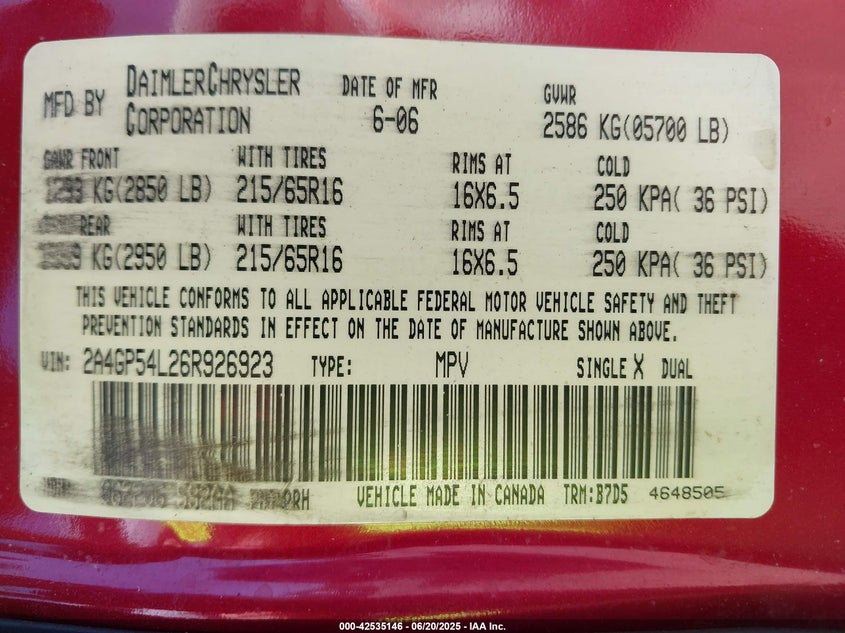 MFD BY DAIMLERCHRYSLER CORPORATION DATE OF MFR 6-06 GVWR 2586 KG(05700 LB)
GAWR FRONT WITH TIRES RIMS AT COLD
KG(2850 LB) 215/65R16 16X6.5 250 KPA( 36 PSI)
REAR WITH TIRES RIMS AT COLD
KG(2950 LB) 215/65R16 16X6.5 250 KPA( 36 PSI)
THIS VEHICLE CONFORMS TO ALL APPLICABLE FEDERAL MOTOR VEHICLE SAFETY AND THEFT
PREVENTION STANDARDS IN EFFECT ON THE DATE OF MANUFACTURE SHOWN ABOVE.
VIN: 2A4GP54L26R926923 TYPE: MPV SINGLE X DUAL
VEHICLE MADE IN CANADA TRM:B7D5 4648505
000-42535146 - 06/20/2025 - IAA Inc.